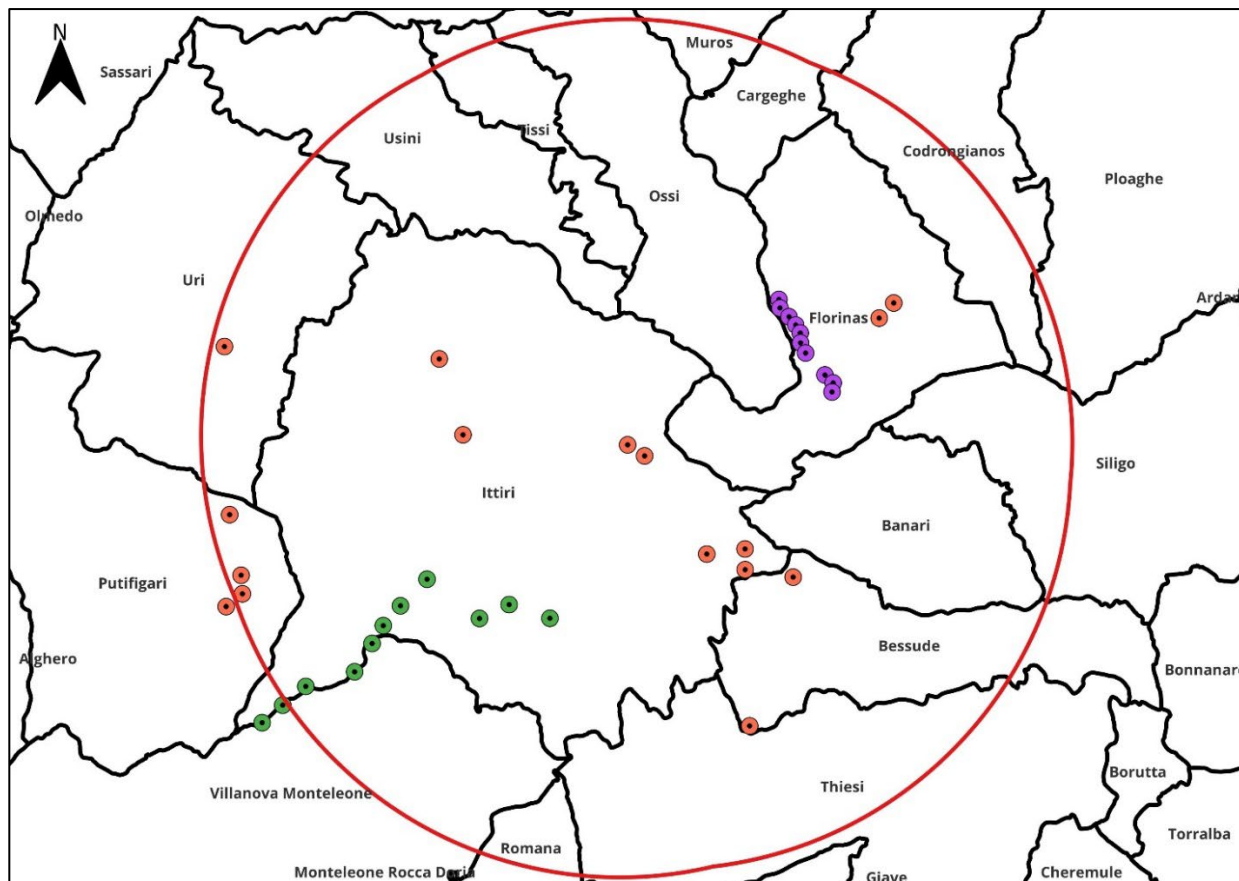 N
Muros
Sassari
Cargeghe
Tissi
Usini
Codrongianos
Ploaghe
Ossi
Olmedo
Uri
Ardar
Florinas
Siligo
Ittiri
Banari
Putifigari
Bessude
Alghero
Bonnanaro
Borutta
Thiesi
Villanova Monteleone
Torralba
Romana
Monteleone Rocca Doria
Cheremule
Giave